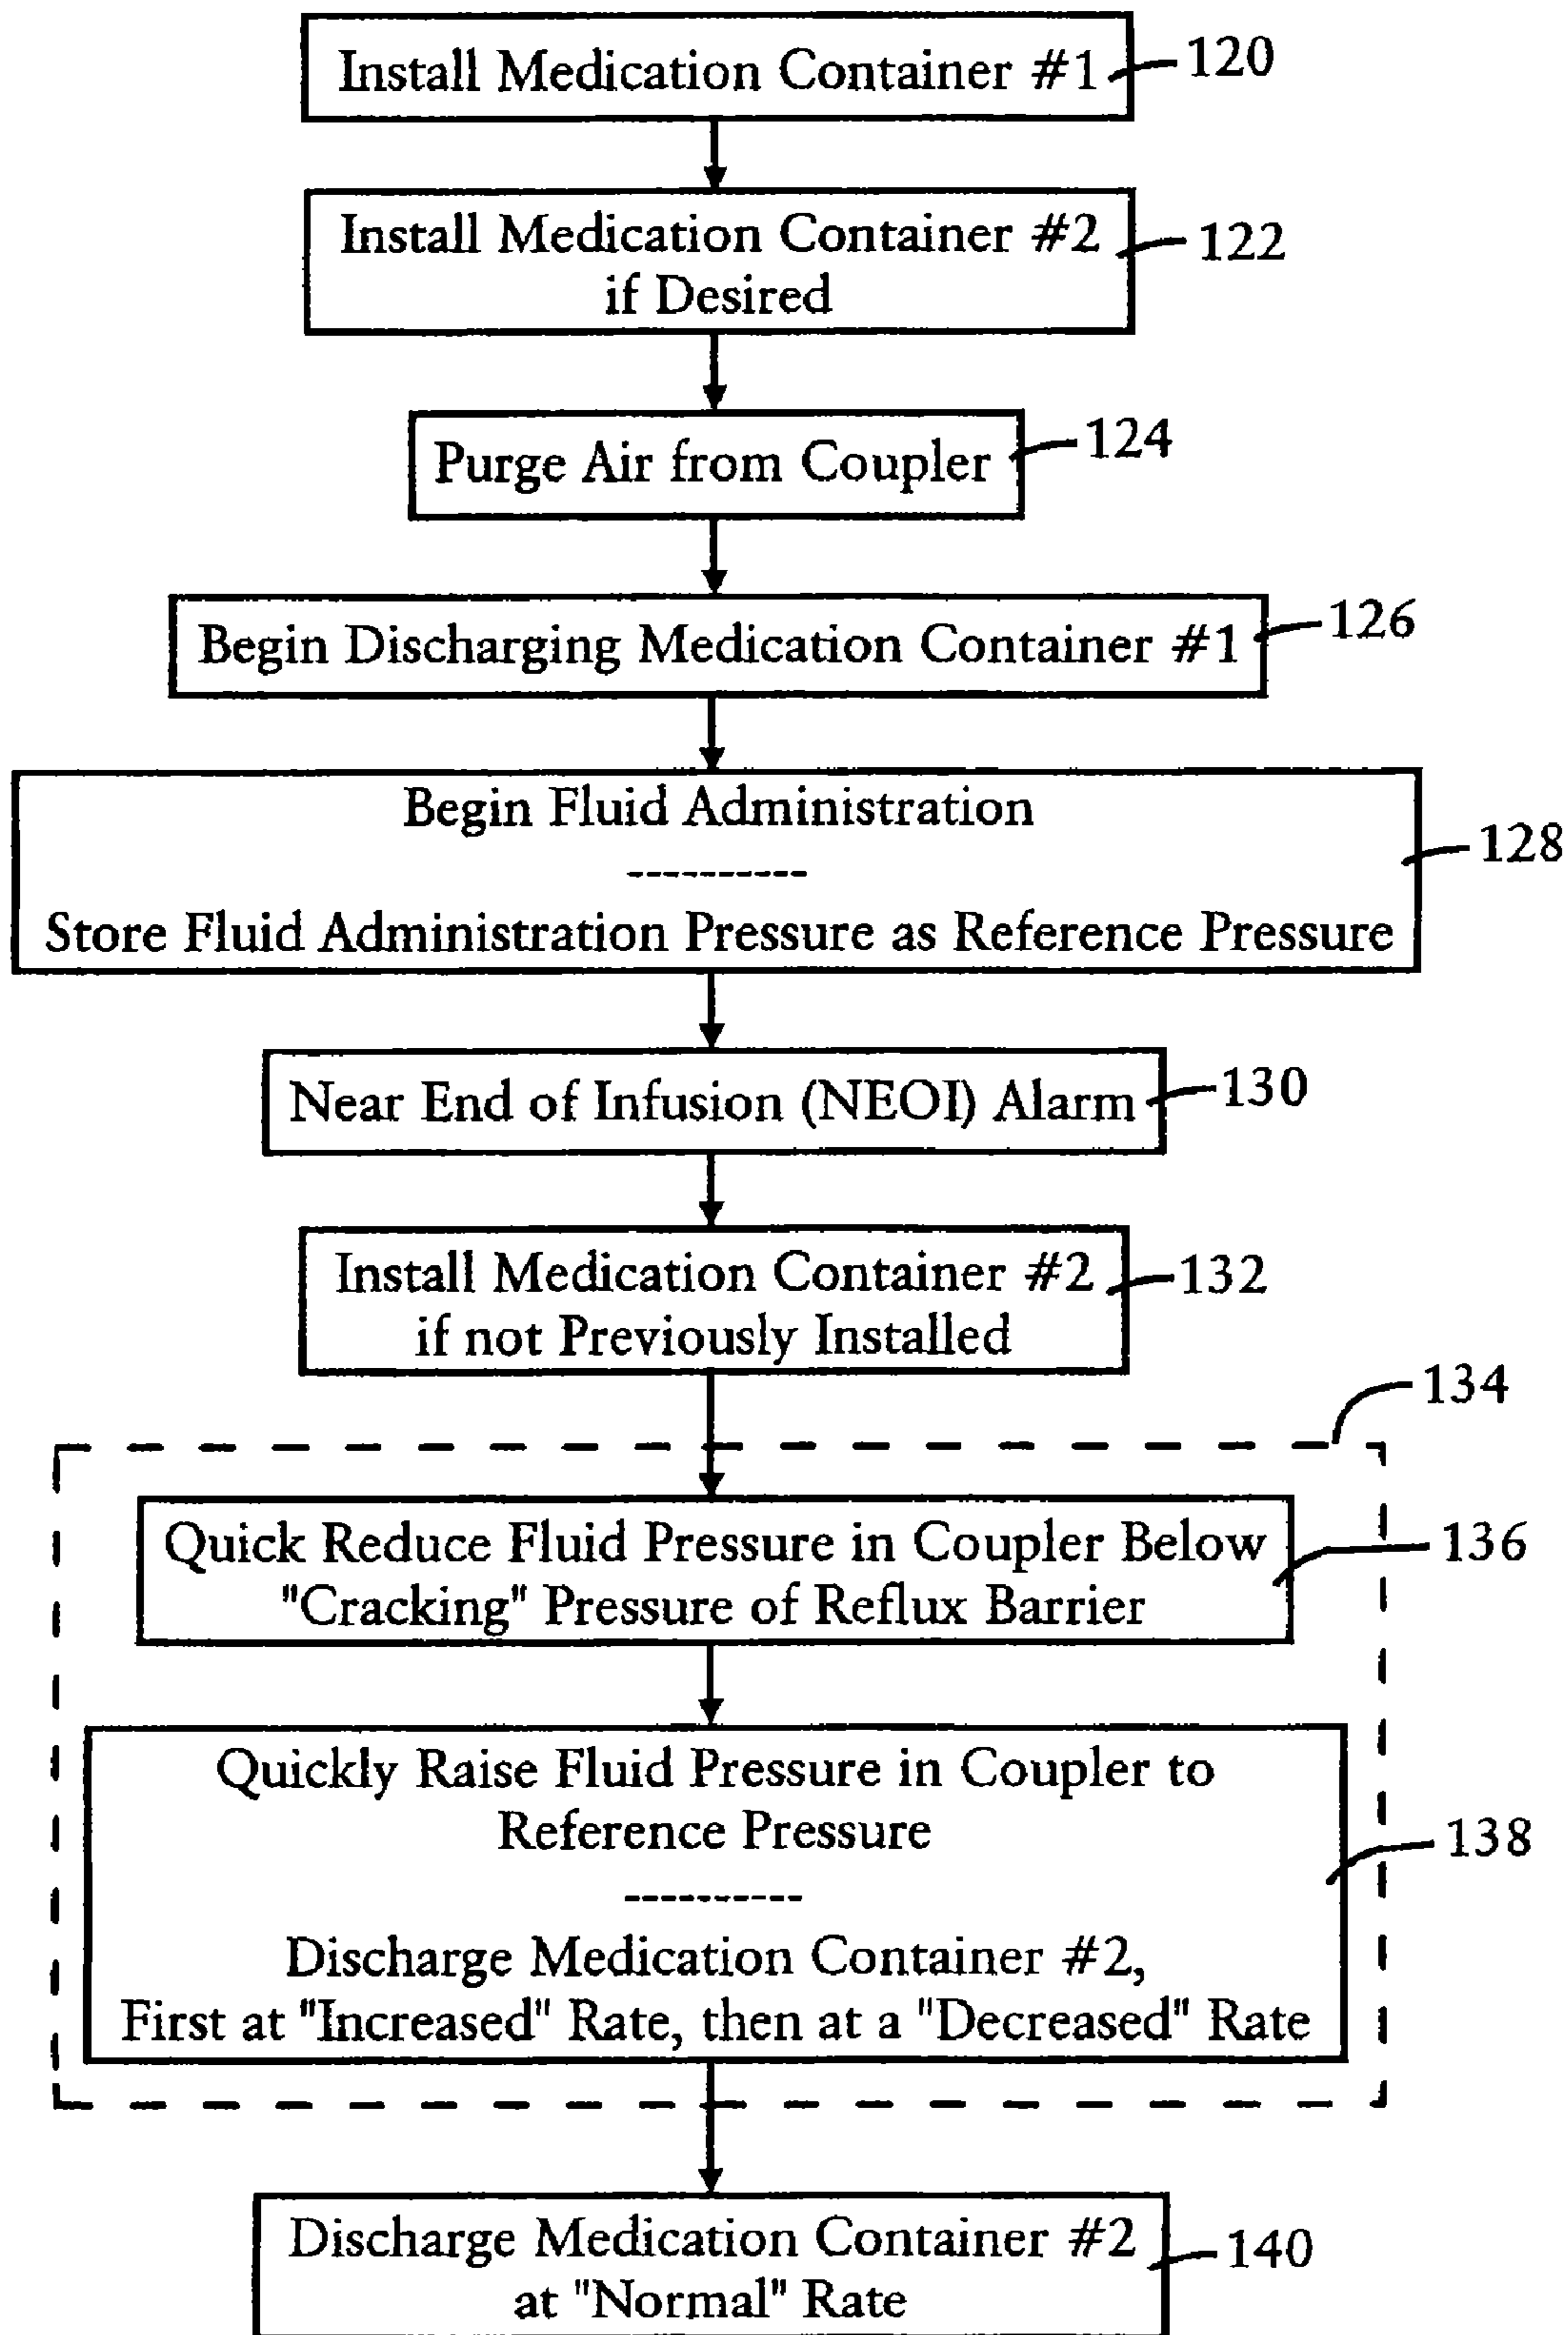 Install Medication Container #1
120
Install Medication Container #2
if Desired
122
Purge Air from Coupler
124
Begin Discharging Medication Container #1
126
Begin Fluid Administration
----------
Store Fluid Administration Pressure as Reference Pressure
128
Near End of Infusion (NEOI) Alarm
130
Install Medication Container #2
if not Previously Installed
132
134
Quick Reduce Fluid Pressure in Coupler Below
"Cracking" Pressure of Reflux Barrier
136
Quickly Raise Fluid Pressure in Coupler to
Reference Pressure
----------
Discharge Medication Container #2,
First at "Increased" Rate, then at a "Decreased" Rate
138
Discharge Medication Container #2
at "Normal" Rate
140